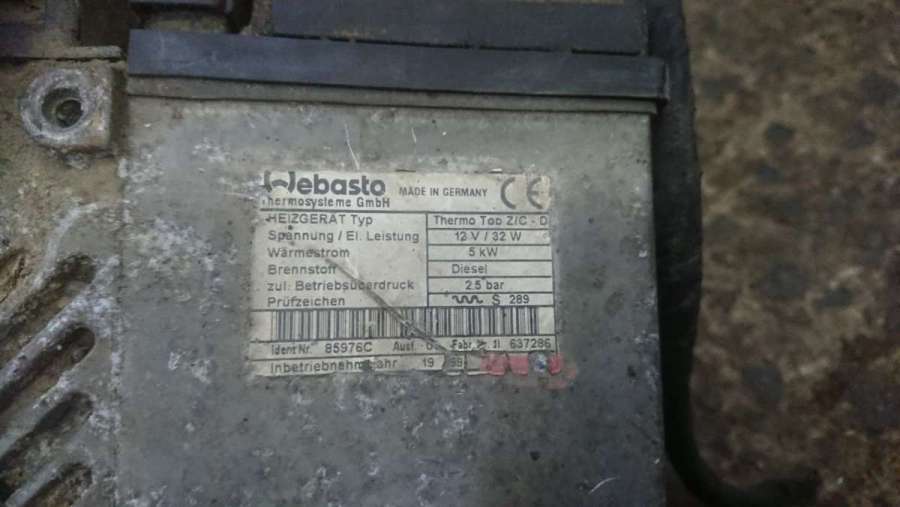 Webasto MADE IN GERMANY CE
Thermosysteme GmbH
HEIZGERÄT Typ Thermo Top Z/C - D
Spannung / El. Leistung 12 V / 32 W
Wärmestrom 5 kW
Brennstoff Diesel
zul. Betriebsüberdruck 2.5 bar
Prüfzeichen S 289
Ident Nr. 85976C Ausf. Fabr. 637286
Inbetriebnahmejahr 19